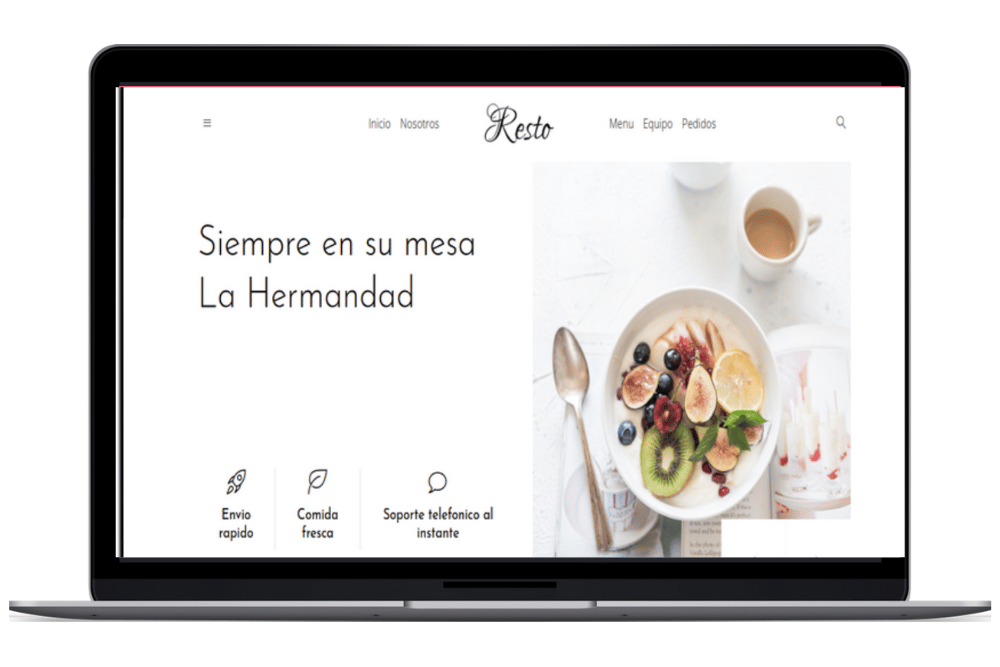 Inicio Nosotros Resto Menu Equipo Pedidos
Siempre en su mesa
La Hermandad
Envio
rapido
Comida
fresca
Soporte telefonico al
instante